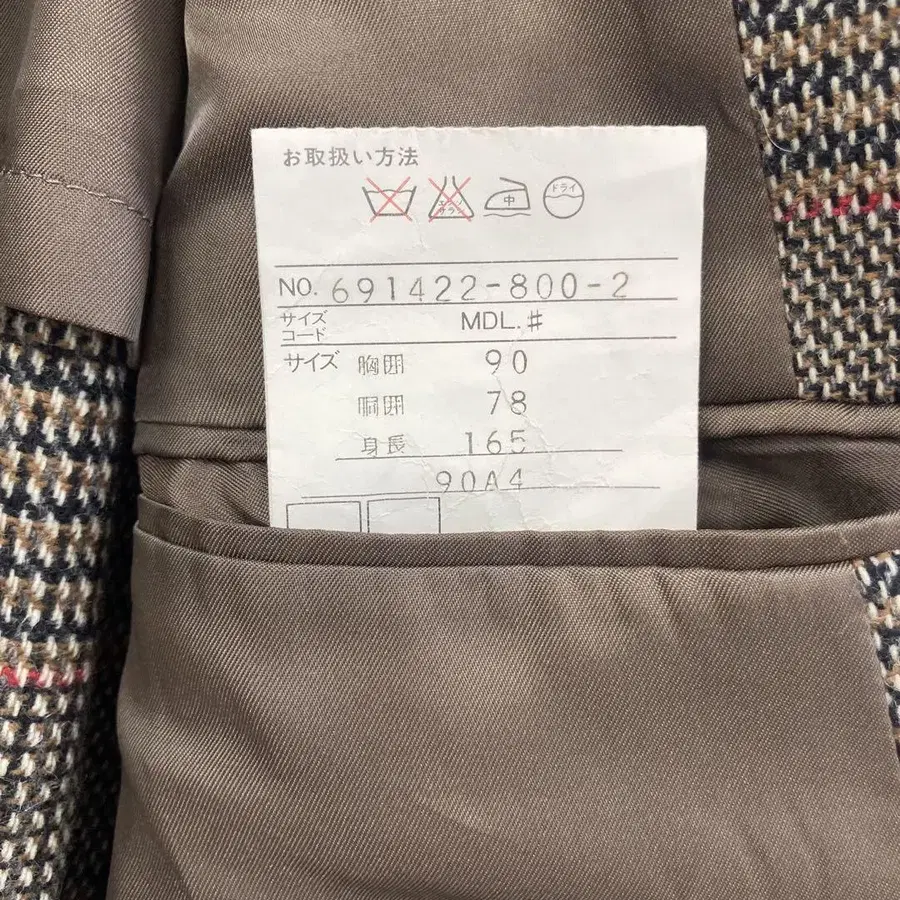 お取扱い方法
エンソ サラシ 中 ドライ
NO. 691422-800-2
サイズコード MDL.#
サイズ 胸囲 90
胴囲 78
身長 165
90A4